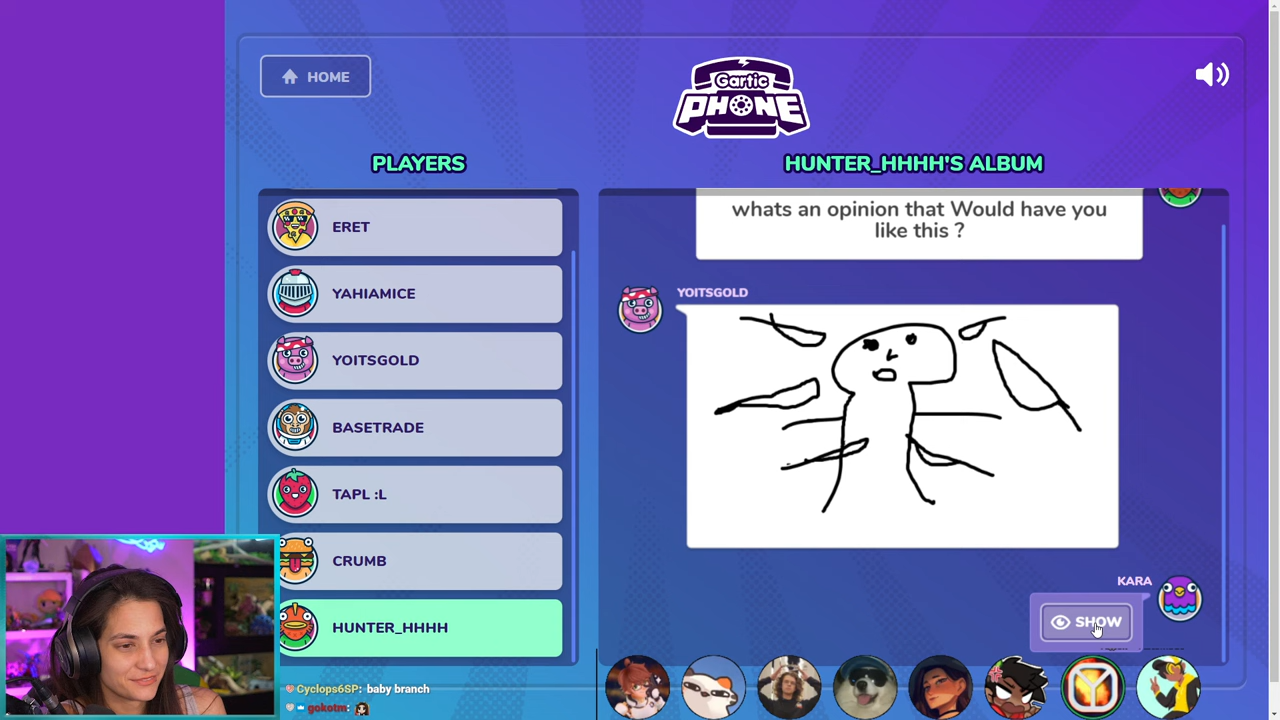 HOME
Gartic
PHONE
PLAYERS
HUNTER_HHHH'S ALBUM
ERET
YAHIAMICE
YOITSGOLD
BASETRADE
TAPL :L
CRUMB
HUNTER_HHHH
whats an opinion that Would have you
like this ?
YOITSGOLD
KARA
SHOW
Cyclops6SP: baby branch
gokotm: